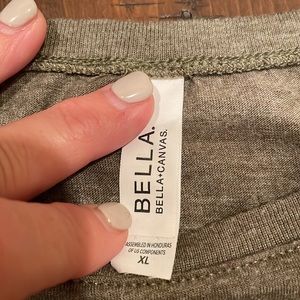 BELLA.
BELLA+CANVAS.
ASSEMBLED IN HONDURAS
OF US COMPONENTS
XL